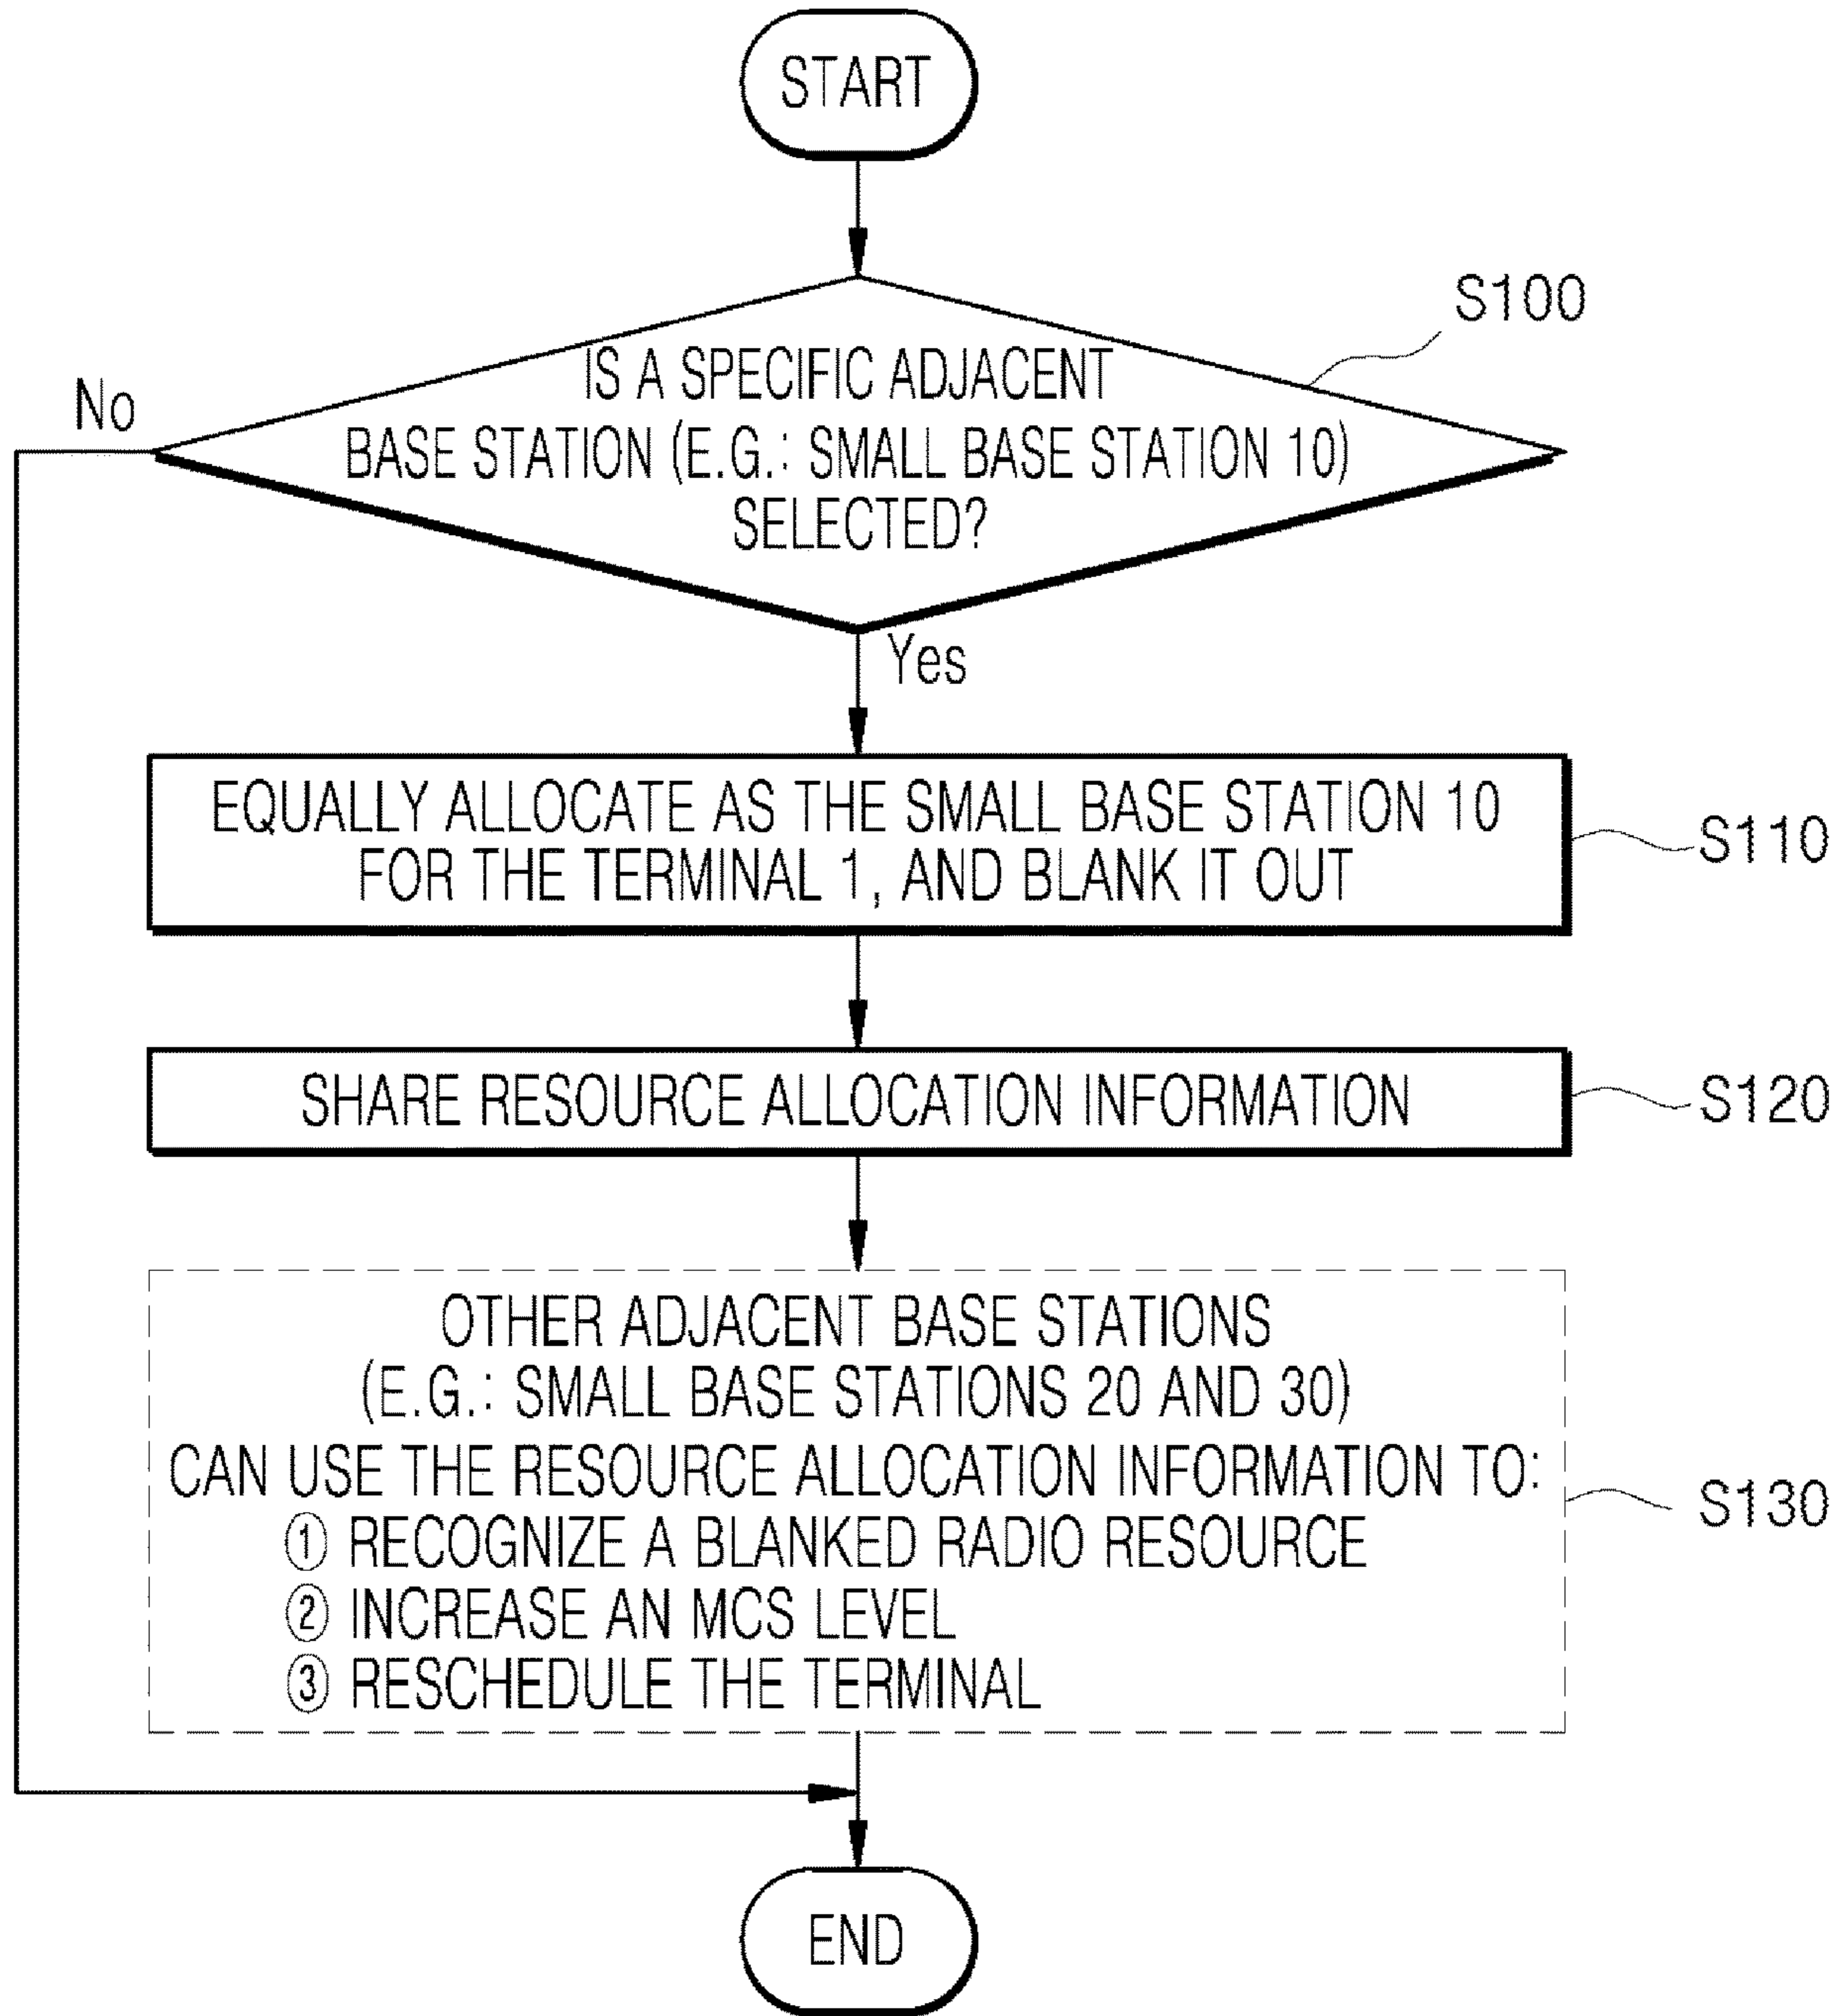 START
S100
IS A SPECIFIC ADJACENT
No
BASE STATION (E.G.: SMALL BASE STATION 10)
SELECTED?
Yes
EQUALLY ALLOCATE AS THE SMALL BASE STATION 10
FOR THE TERMINAL 1, AND BLANK IT OUT
S110
SHARE RESOURCE ALLOCATION INFORMATION
S120
OTHER ADJACENT BASE STATIONS
(E.G.: SMALL BASE STATIONS 20 AND 30)
CAN USE THE RESOURCE ALLOCATION INFORMATION TO:
① RECOGNIZE A BLANKED RADIO RESOURCE
② INCREASE AN MCS LEVEL
③ RESCHEDULE THE TERMINAL
S130
END